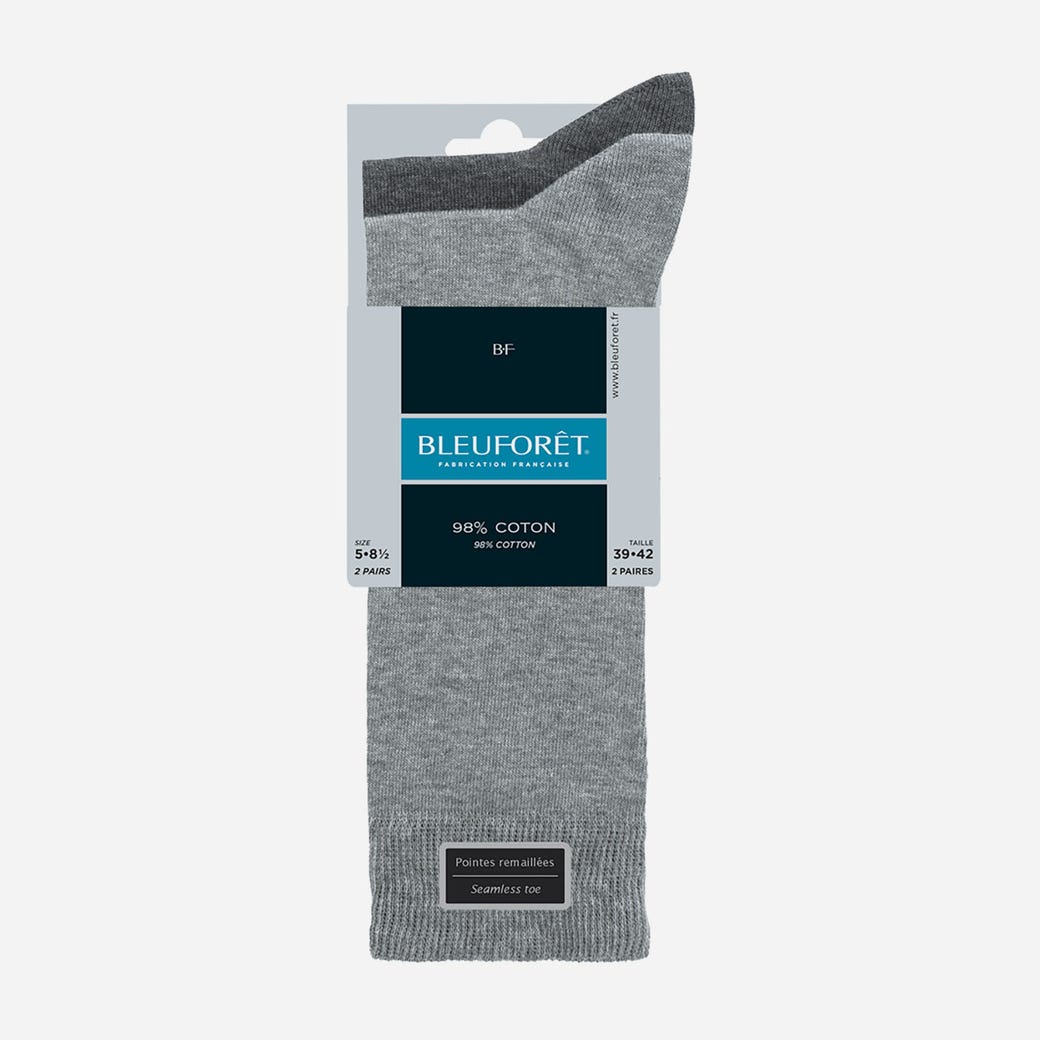 B•F
www.bleuforet.fr
BLEUFORÊT®
FABRICATION FRANÇAISE
98% COTON
98% COTTON
SIZE
5•8½
2 PAIRS
TAILLE
39•42
2 PAIRES
Pointes remaillées
Seamless toe